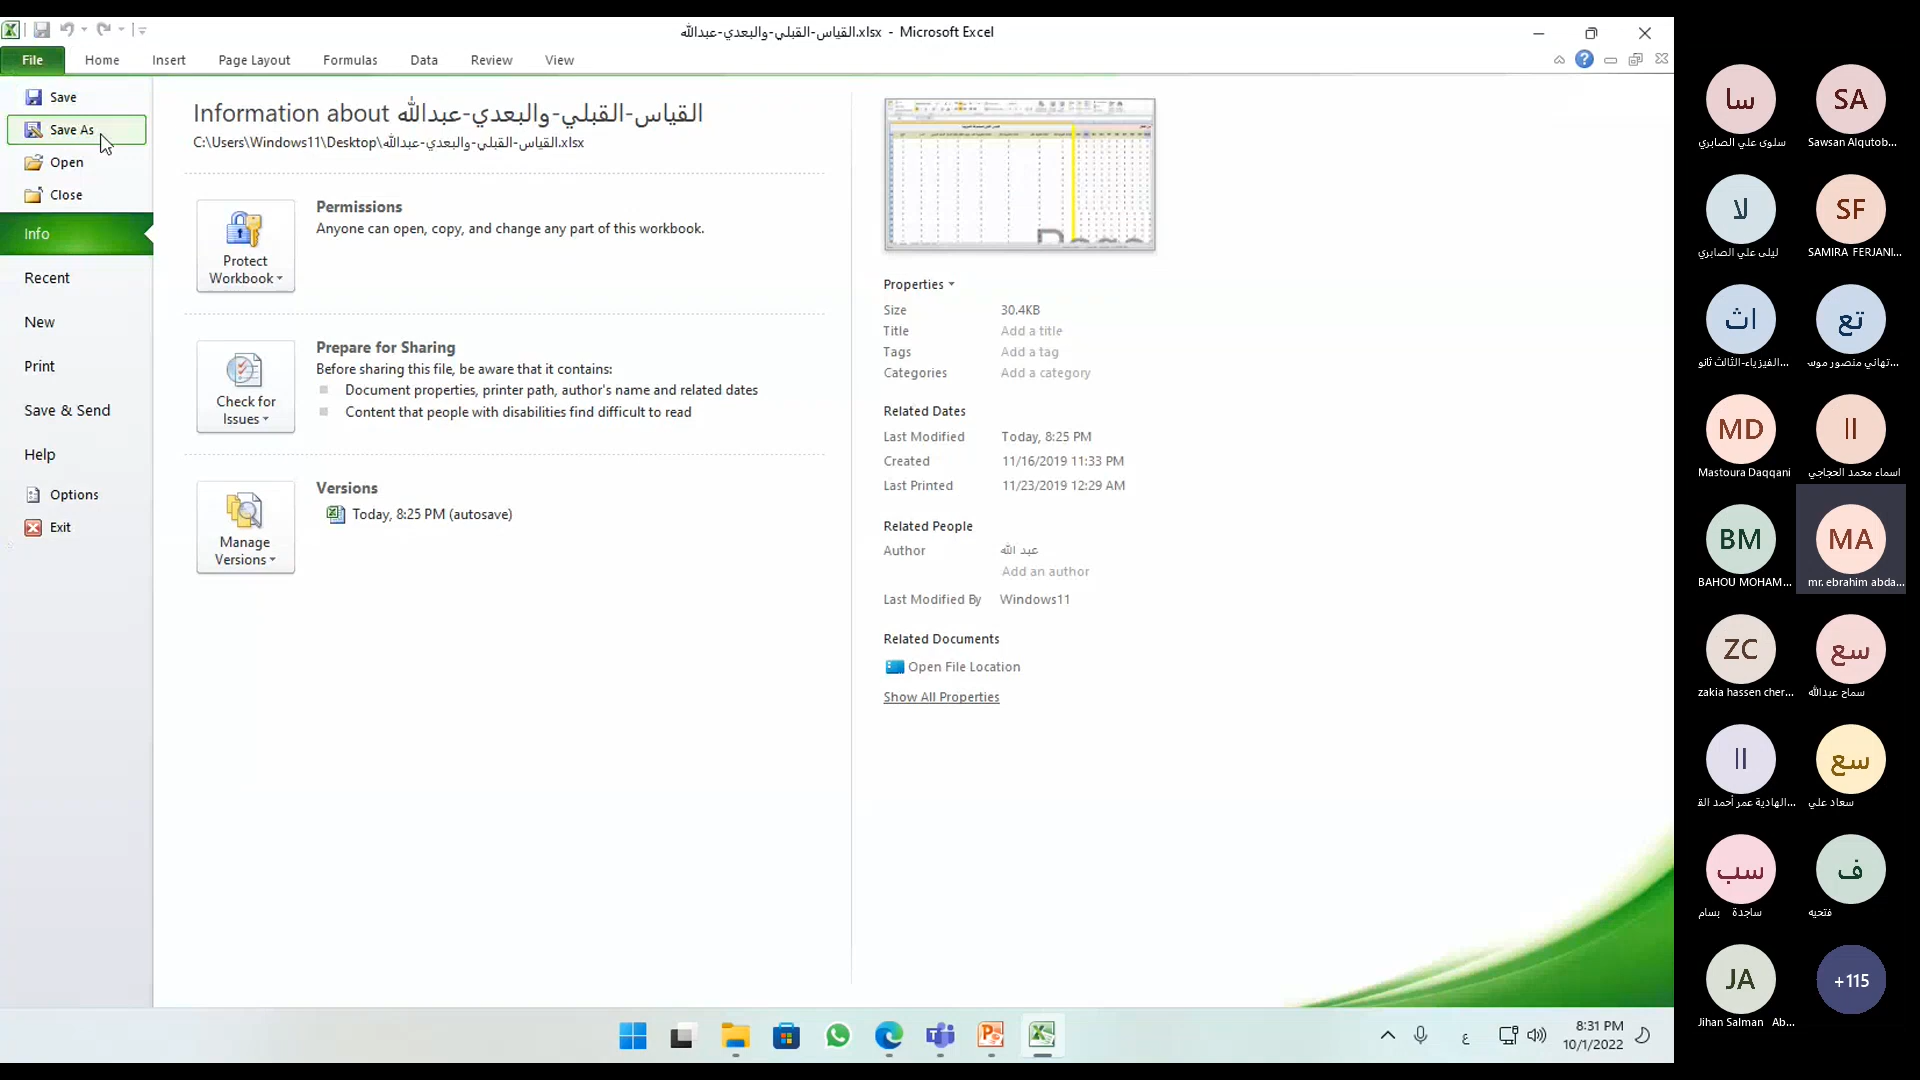 القياس-القبلي-والبعدي-عبدالله.xlsx - Microsoft Excel
File Home Insert Page Layout Formulas Data Review View
Save
Save As
Open
Close
Info
Recent
New
Print
Save & Send
Help
Options
Exit
Information about القياس-القبلي-والبعدي-عبدالله
C:\Users\Windows11\Desktop\القياس-القبلي-والبعدي-عبدالله.xlsx
Protect
Workbook
Permissions
Anyone can open, copy, and change any part of this workbook.
Check for
Issues
Prepare for Sharing
Before sharing this file, be aware that it contains:
Document properties, printer path, author's name and related dates
Content that people with disabilities find difficult to read
Manage
Versions
Versions
Today, 8:25 PM (autosave)
Properties
Size 30.4KB
Title Add a title
Tags Add a tag
Categories Add a category
Related Dates
Last Modified Today, 8:25 PM
Created 11/16/2019 11:33 PM
Last Printed 11/23/2019 12:29 AM
Related People
Author عبد الله
Add an author
Last Modified By Windows11
Related Documents
Open File Location
Show All Properties
سا SA
سلوى علي الصابري Sawsan Alqutob...
لا SF
ليلى علي الصابري SAMIRA FERJANI...
اث تع
الفيزياء-الثالث ثانو... تهاني منصور موس...
MD اا
Mastoura Daqqani اسماء محمد الحجاجي
BM MA
BAHOU MOHAM... mr. ebrahim abda...
ZC سع
zakia hassen cher... سماح عبدالله
اا سع
الهادية عمر أحمد الق... سعاد علي
سب ف
ساجدة بسام فتحيه
JA +115
Jihan Salman Ab...
ع
8:31 PM
10/1/2022